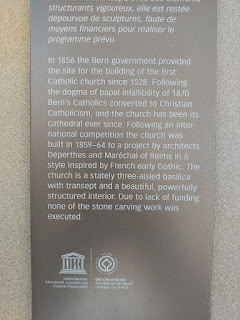 structurants vigoureux, elle est restée
dépourvue de sculptures, faute de
moyens financiers pour réaliser le
programme prévu.
In 1856 the Bern government provided
the site for the building of the first
Catholic church since 1528. Following
the dogma of papal infallibility of 1870
Bern's Catholics converted to Christian
Catholicism, and the church has been its
Cathedral ever since. Following an inter-
national competition the church was
built in 1859–64 to a project by architects
Deperthes and Maréchal of Reims in a
style inspired by French early Gothic. The
church is a stately three-aisled basilica
with transept and a beautiful, powerfully
structured interior. Due to lack of funding
none of the stone carving work was
executed.
United Nations
Educational, Scientific and
Cultural Organization
Old City of Berne